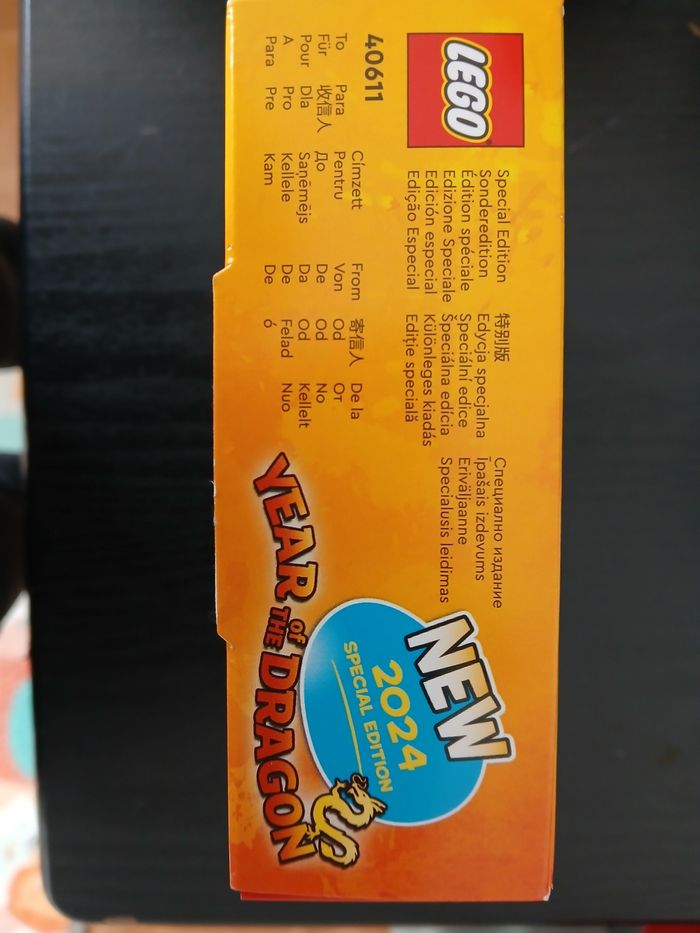 LEGO
40611
Special Edition
Sonderedition
Édition spéciale
Edizione Speciale
Edición especial
Edição Especial
特别版
Edycja specjalna
Speciální edice
Špeciálna edícia
Különleges kiadás
Ediție specială
Специално издание
Īpašais izdevums
Eriväljaanne
Specialusis leidimas
To
Für
Pour
A
Para
Para
收信人
Dla
Pro
Pre
Címzett
Pentru
До
Saņēmējs
Kellele
Kam
From
Von
De
Da
De
De
寄信人
Od
Od
Od
Felad
ó
De la
От
No
Kellelt
Nuo
NEW
2024
SPECIAL EDITION
YEAR OF THE DRAGON